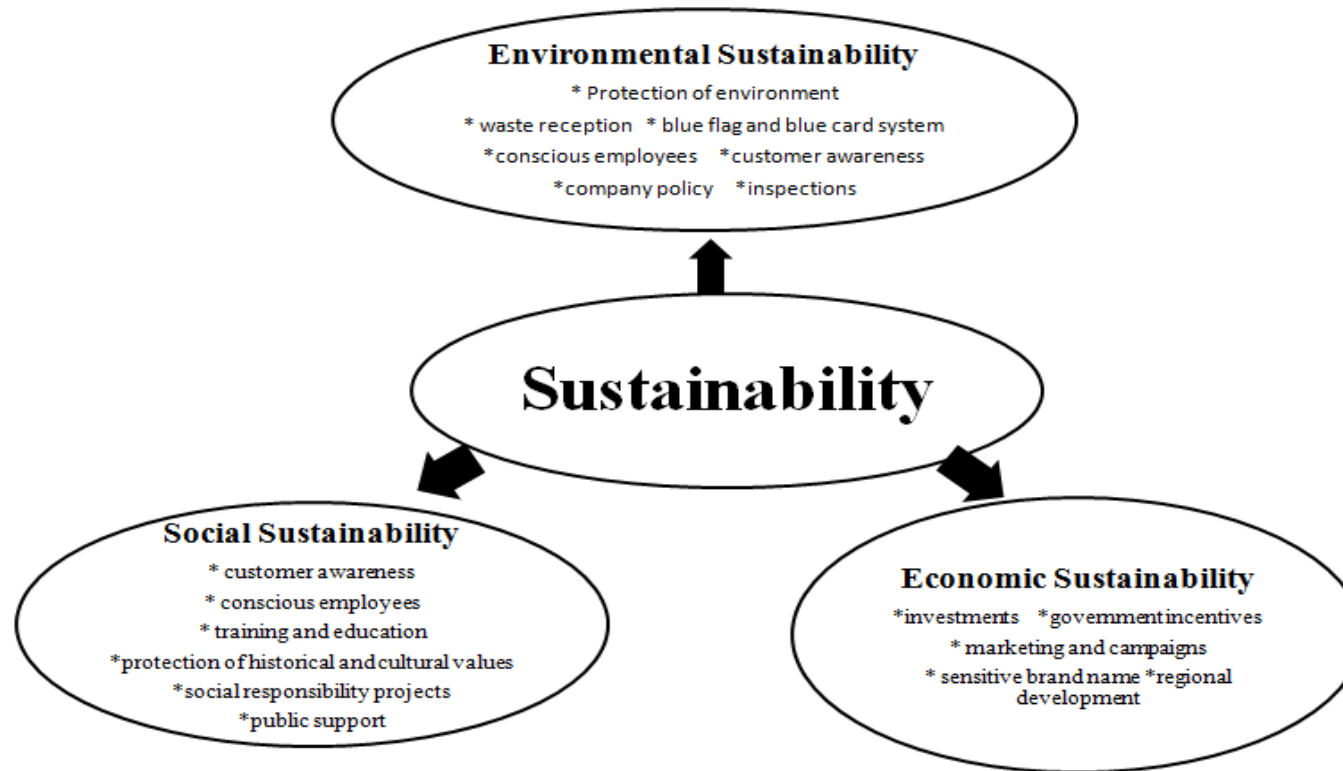 Environmental Sustainability
* Protection of environment
* waste reception * blue flag and blue card system
*conscious employees *customer awareness
*company policy *inspections
Sustainability
Social Sustainability
* customer awareness
* conscious employees
* training and education
*protection of historical and cultural values
*social responsibility projects
*public support
Economic Sustainability
*investments *government incentives
* marketing and campaigns
* sensitive brand name *regional
development